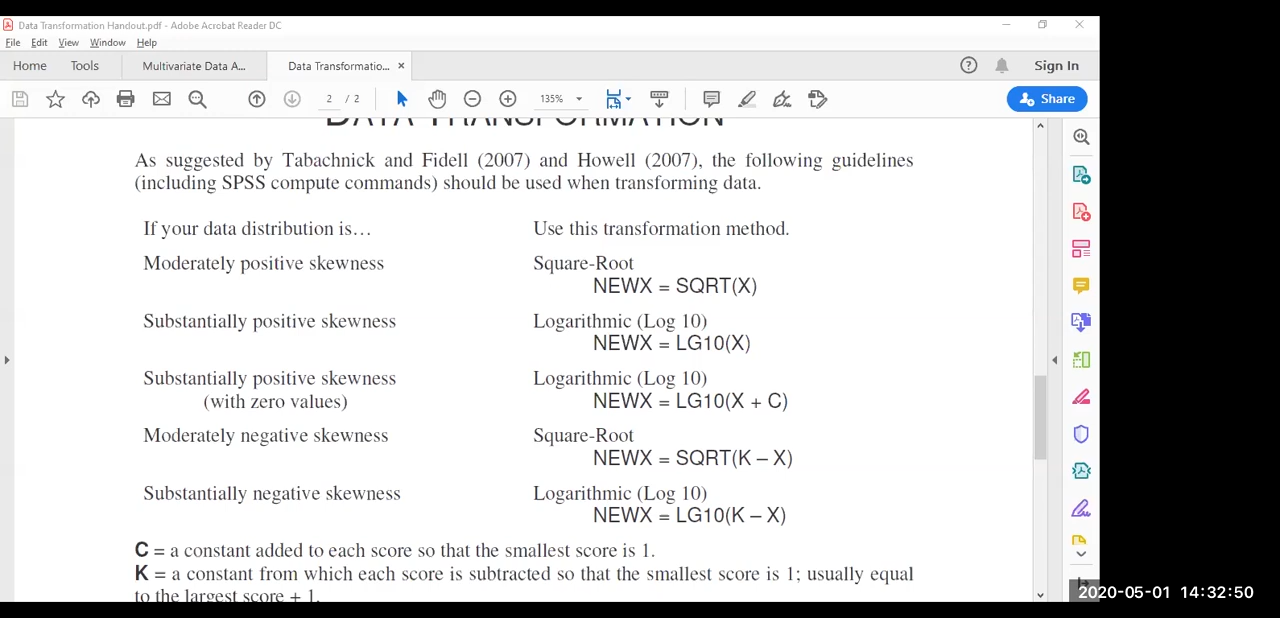 Data Transformation Handout.pdf - Adobe Acrobat Reader DC
File Edit View Window Help
Home Tools Multivariate Data A... Data Transformatio... × Sign In
2 / 2 135% Share
DATA TRANSFORMATION
As suggested by Tabachnick and Fidell (2007) and Howell (2007), the following guidelines
(including SPSS compute commands) should be used when transforming data.
If your data distribution is… Use this transformation method.
Moderately positive skewness Square-Root
NEWX = SQRT(X)
Substantially positive skewness Logarithmic (Log 10)
NEWX = LG10(X)
Substantially positive skewness Logarithmic (Log 10)
(with zero values) NEWX = LG10(X + C)
Moderately negative skewness Square-Root
NEWX = SQRT(K – X)
Substantially negative skewness Logarithmic (Log 10)
NEWX = LG10(K – X)
C = a constant added to each score so that the smallest score is 1.
K = a constant from which each score is subtracted so that the smallest score is 1; usually equal
to the largest score + 1.
2020-05-01 14:32:50